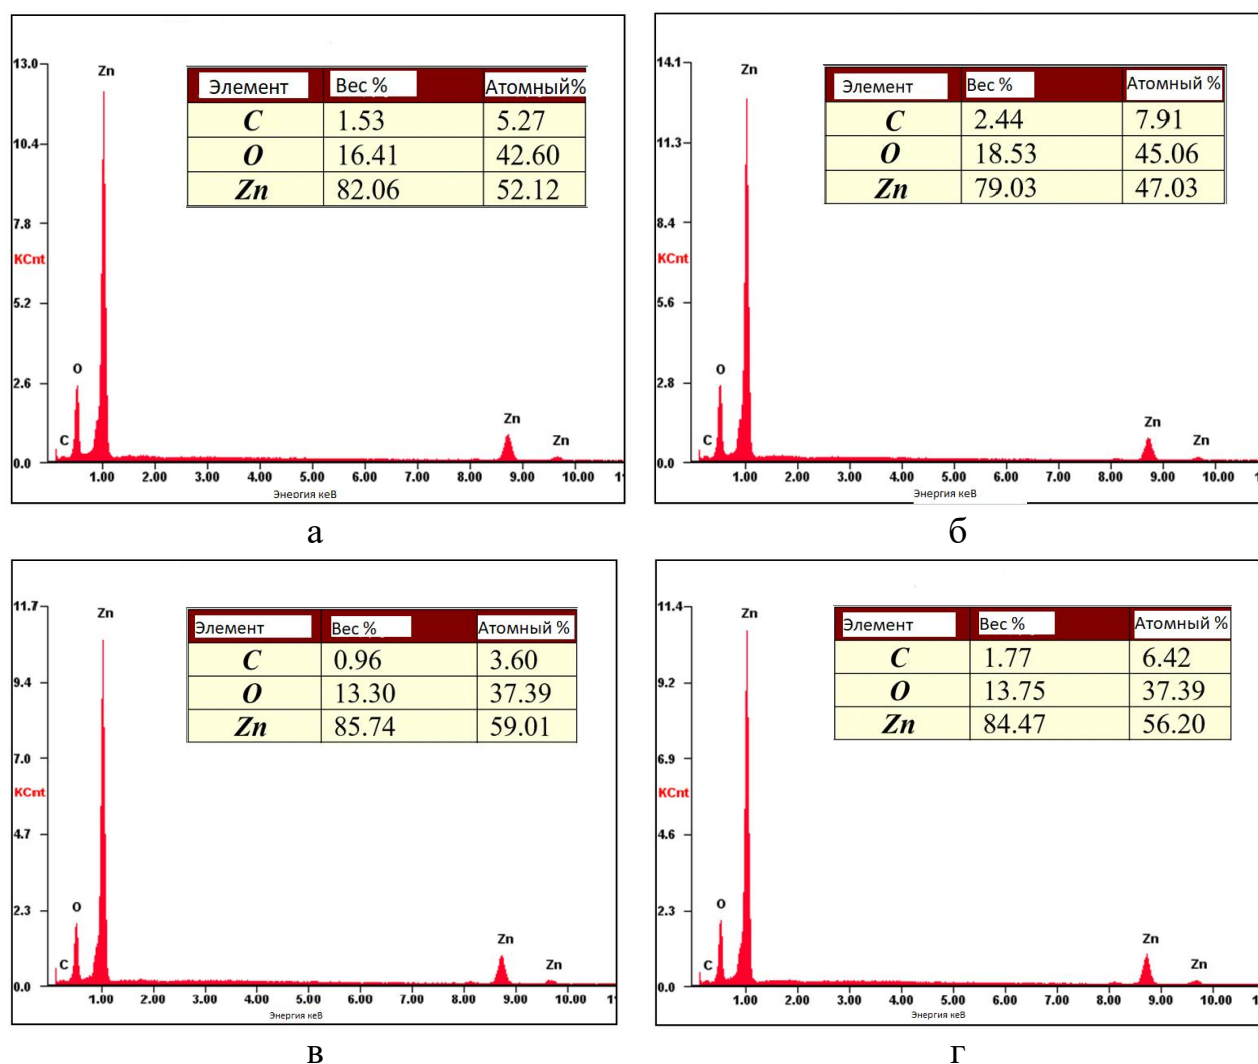 13.0
Zn
Элемент Вес % Атомный%
C 1.53 5.27
O 16.41 42.60
Zn 82.06 52.12
10.4
7.8
KCnt
5.2
2.6
O
C
Zn
Zn
0.0
1.00 2.00 3.00 4.00 5.00 6.00 7.00 8.00 9.00 10.00 1
Энергия кеВ
а
14.1
Zn
Элемент Вес % Атомный %
C 2.44 7.91
O 18.53 45.06
Zn 79.03 47.03
11.3
8.4
KCnt
5.6
2.8
O
C
Zn
Zn
0.0
1.00 2.00 3.00 4.00 5.00 6.00 7.00 8.00 9.00 10.00 1
Энергия кеВ
б
11.7
Zn
Элемент Вес % Атомный %
C 0.96 3.60
O 13.30 37.39
Zn 85.74 59.01
9.4
7.0
KCnt
4.7
2.3
O
C
Zn
Zn
0.0
1.00 2.00 3.00 4.00 5.00 6.00 7.00 8.00 9.00 10.00 1
Энергия кеВ
в
11.4
Zn
Элемент Вес % Атомный %
C 1.77 6.42
O 13.75 37.39
Zn 84.47 56.20
9.2
6.9
KCnt
4.6
2.3
O
C
Zn
Zn
0.0
1.00 2.00 3.00 4.00 5.00 6.00 7.00 8.00 9.00 10.00 1
Энергия кеВ
г